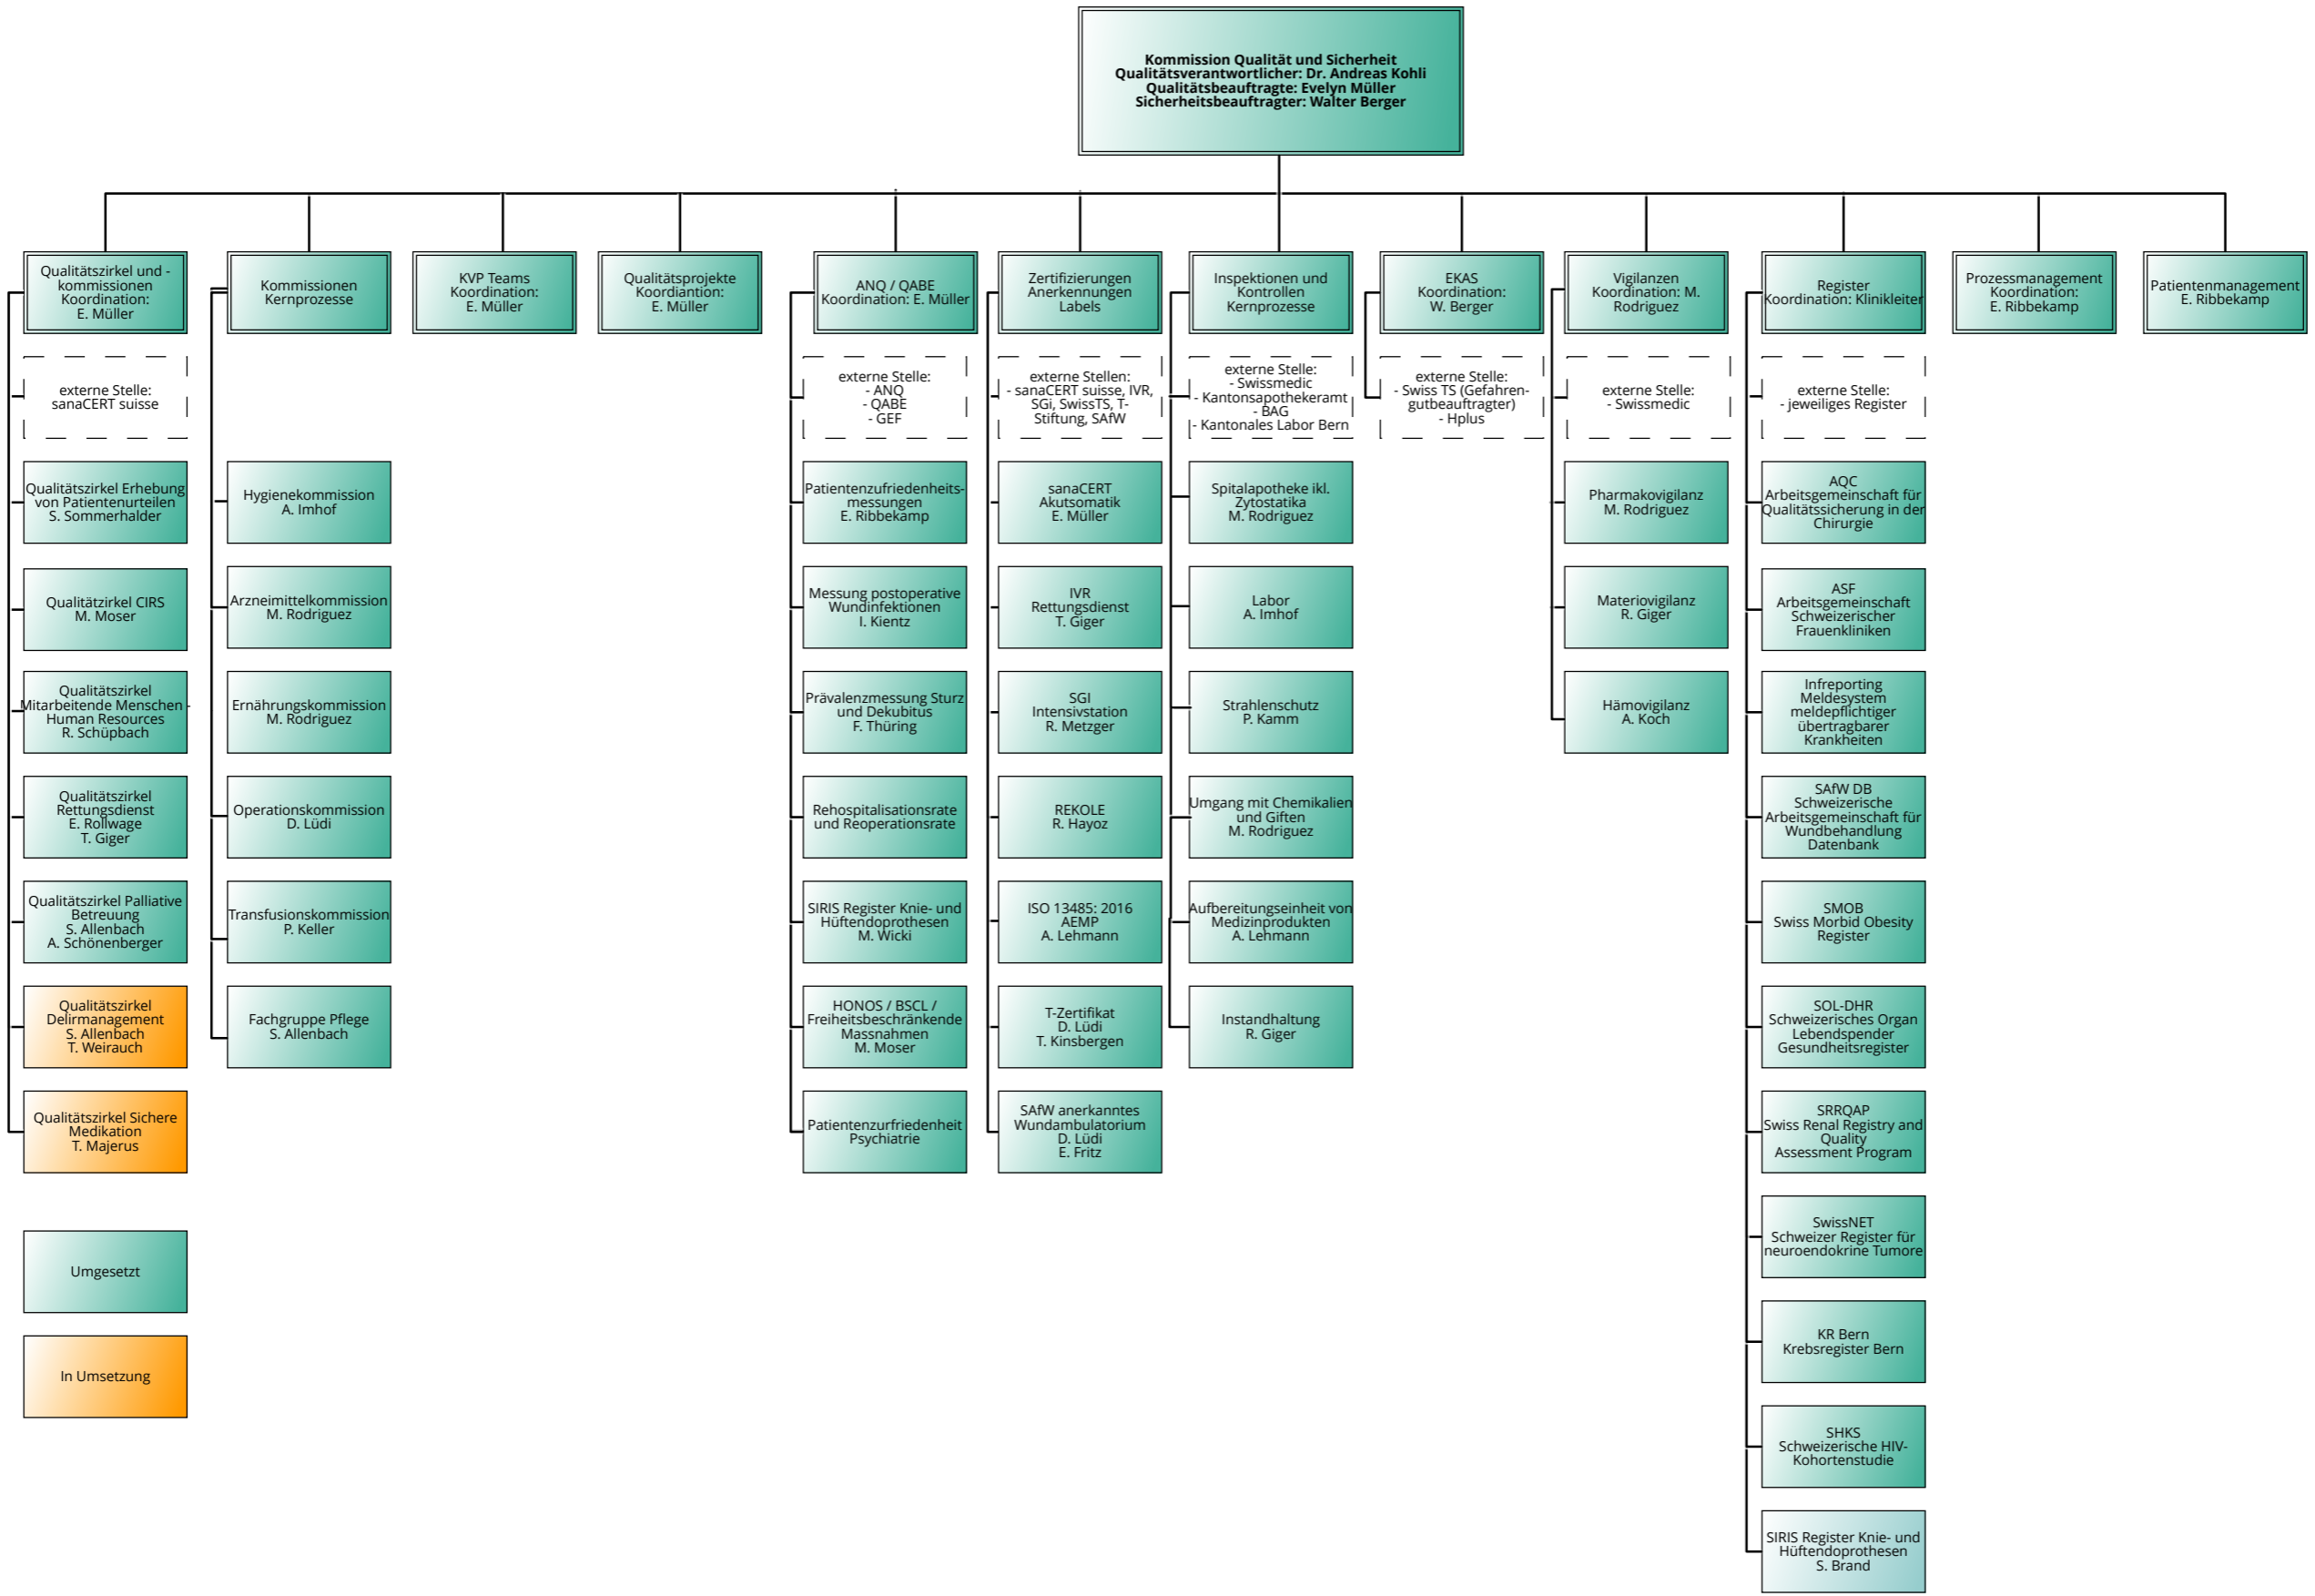 Kommission Qualität und Sicherheit
Qualitätsverantwortlicher: Dr. Andreas Kohli
Qualitätsbeauftragte: Evelyn Müller
Sicherheitsbeauftragter: Walter Berger
Qualitätszirkel und -
kommissionen
Koordination:
E. Müller
externe Stelle:
sanaCERT suisse
Qualitätszirkel Erhebung
von Patientenurteilen
S. Sommerhalder
Qualitätzirkel CIRS
M. Moser
Qualitätszirkel
Mitarbeitende Menschen -
Human Resources
R. Schüpbach
Qualitätszirkel
Rettungsdienst
E. Rollwage
T. Giger
Qualitätszirkel Palliative
Betreuung
S. Allenbach
A. Schönenberger
Qualitätszirkel
Delirmanagement
S. Allenbach
T. Weirauch
Qualitätszirkel Sichere
Medikation
T. Majerus
Umgesetzt
In Umsetzung
Kommissionen
Kernprozesse
Hygienekommission
A. Imhof
Arzneimittelkommission
M. Rodriguez
Ernährungskommission
M. Rodriguez
Operationskommission
D. Lüdi
Transfusionskommission
P. Keller
Fachgruppe Pflege
S. Allenbach
KVP Teams
Koordination:
E. Müller
Qualitätsprojekte
Koordiantion:
E. Müller
ANQ / QABE
Koordination: E. Müller
externe Stelle:
- ANQ
- QABE
- GEF
Patientenzufriedenheits-
messungen
E. Ribbekamp
Messung postoperative
Wundinfektionen
I. Kientz
Prävalenzmessung Sturz
und Dekubitus
F. Thüring
Rehospitalisationsrate
und Reoperationsrate
SIRIS Register Knie- und
Hüftendoprothesen
M. Wicki
HONOS / BSCL /
Freiheitsbeschränkende
Massnahmen
M. Moser
Patientenzurfriedenheit
Psychiatrie
Zertifizierungen
Anerkennungen
Labels
externe Stellen:
- sanaCERT suisse, IVR,
SGi, SwissTS, T-
Stiftung, SAfW
sanaCERT
Akutsomatik
E. Müller
IVR
Rettungsdienst
T. Giger
SGI
Intensivstation
R. Metzger
REKOLE
R. Hayoz
ISO 13485: 2016
AEMP
A. Lehmann
T-Zertifikat
D. Lüdi
T. Kinsbergen
SAfW anerkanntes
Wundambulatorium
D. Lüdi
E. Fritz
Inspektionen und
Kontrollen
Kernprozesse
externe Stelle:
- Swissmedic
- Kantonsapothekeramt
- BAG
- Kantonales Labor Bern
Spitalapotheke ikl.
Zytostatika
M. Rodriguez
Labor
A. Imhof
Strahlenschutz
P. Kamm
Umgang mit Chemikalien
und Giften
M. Rodriguez
Aufbereitungseinheit von
Medizinprodukten
A. Lehmann
Instandhaltung
R. Giger
EKAS
Koordination:
W. Berger
externe Stelle:
- Swiss TS (Gefahren-
gutbeauftragter)
- Hplus
Vigilanzen
Koordination: M.
Rodriguez
externe Stelle:
- Swissmedic
Pharmakovigilanz
M. Rodriguez
Materiovigilanz
R. Giger
Hämovigilanz
A. Koch
Register
Koordination: Klinikleiter
externe Stelle:
- jeweiliges Register
AQC
Arbeitsgemeinschaft für
Qualitätssicherung in der
Chirurgie
ASF
Arbeitsgemeinschaft
Schweizerischer
Frauenkliniken
Infreporting
Meldesystem
meldepflichtiger
übertragbarer
Krankheiten
SAfW DB
Schweizerische
Arbeitsgemeinschaft für
Wundbehandlung
Datenbank
SMOB
Swiss Morbid Obesity
Register
SOL-DHR
Schweizerisches Organ
Lebendspender
Gesundheitsregister
SRRQAP
Swiss Renal Registry and
Quality
Assessment Program
SwissNET
Schweizer Register für
neuroendokrine Tumore
KR Bern
Krebsregister Bern
SHKS
Schweizerische HIV-
Kohortenstudie
SIRIS Register Knie- und
Hüftendoprothesen
S. Brand
Prozessmanagement
Koordination:
E. Ribbekamp
Patientenmanagement
E. Ribbekamp